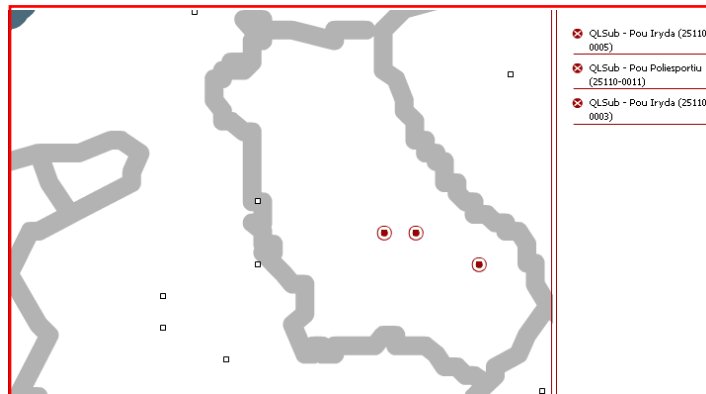 QLSub - Pou Iryda (25110
0005)
QLSub - Pou Poliesportiu
(25110-0011)
QLSub - Pou Iryda (25110
0003)